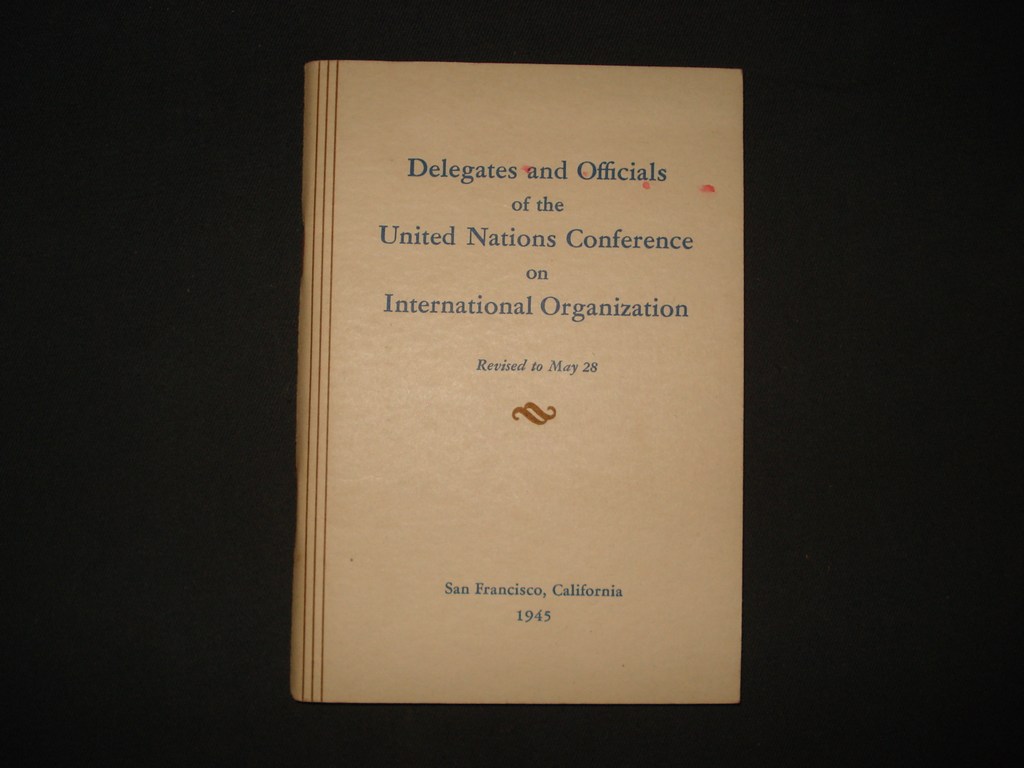 Delegates and Officials
of the
United Nations Conference
on
International Organization
Revised to May 28
San Francisco, California
1945